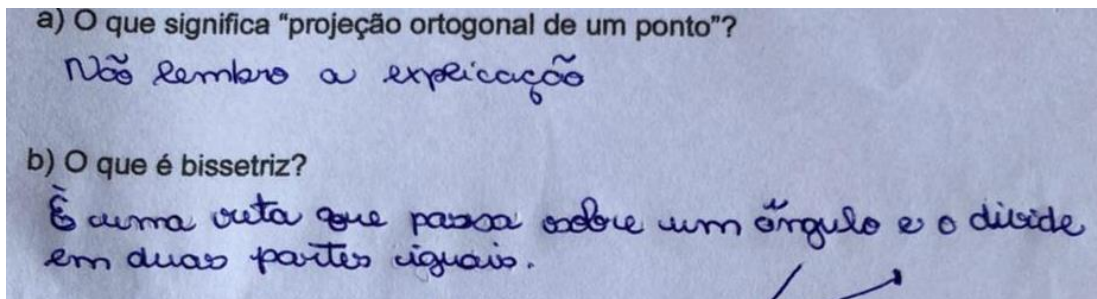 a) O que significa “projeção ortogonal de um ponto”?
Não lembro a explicação
b) O que é bissetriz?
É uma reta que passa sobre um ângulo e o divide
em duas partes iguais.